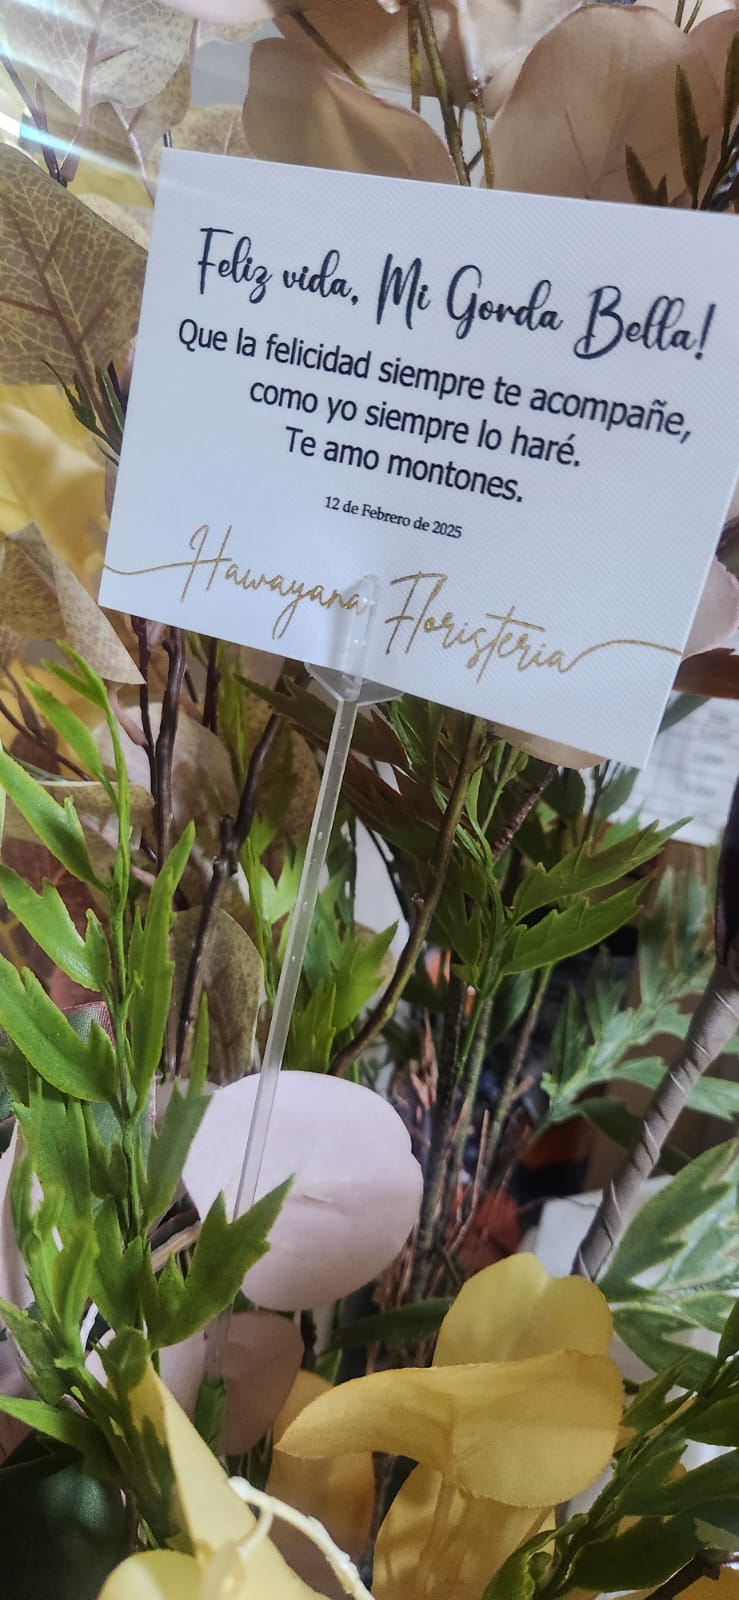 Feliz vida, Mi Gorda Bella!
Que la felicidad siempre te acompañe,
como yo siempre lo haré.
Te amo montones.
12 de Febrero de 2025
Hawayana Floristeria